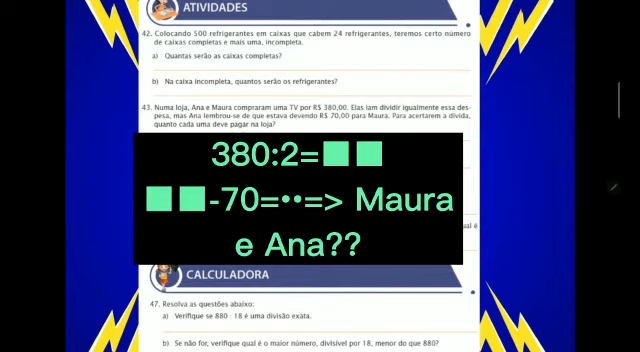 ATIVIDADES
42. Colocando 500 refrigerantes em caixas que cabem 24 refrigerantes, teremos certo número
de caixas completas e mais uma, incompleta.
a) Quantas serão as caixas completas?
b) Na caixa incompleta, quantos serão os refrigerantes?
43. Numa loja, Ana e Maura compraram uma TV por R$ 380,00. Elas iam dividir igualmente essa des-
pesa, mas Ana lembrou-se de que estava devendo R$ 70,00 para Maura. Para acertarem a dívida,
quanto cada uma deve pagar na loja?
380:2=■■
■■-70=••=> Maura
e Ana??
ual é
CALCULADORA
47. Resolva as questões abaixo:
a) Verifique se 880 : 18 é uma divisão exata.
b) Se não for, verifique qual é o maior número, divisível por 18, menor do que 880?